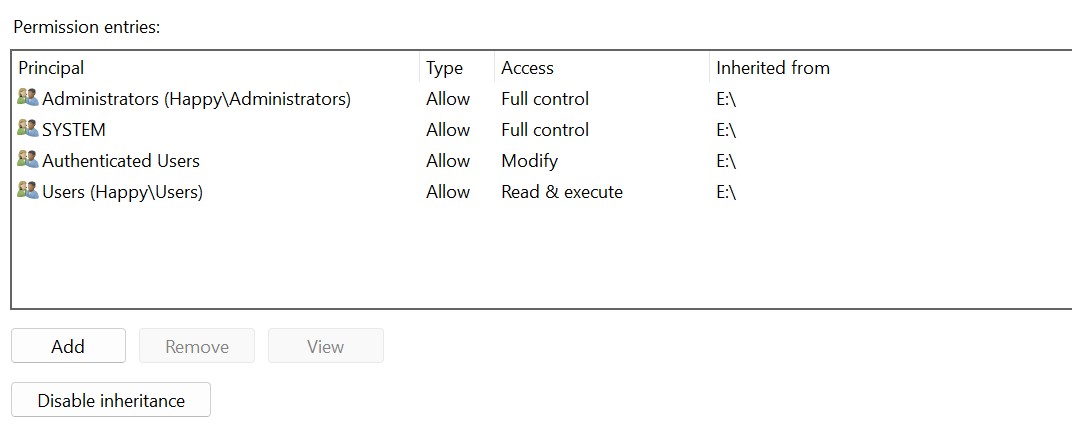 Permission entries:
Principal Type Access Inherited from
Administrators (Happy\Administrators) Allow Full control E:\
SYSTEM Allow Full control E:\
Authenticated Users Allow Modify E:\
Users (Happy\Users) Allow Read & execute E:\
Add Remove View
Disable inheritance